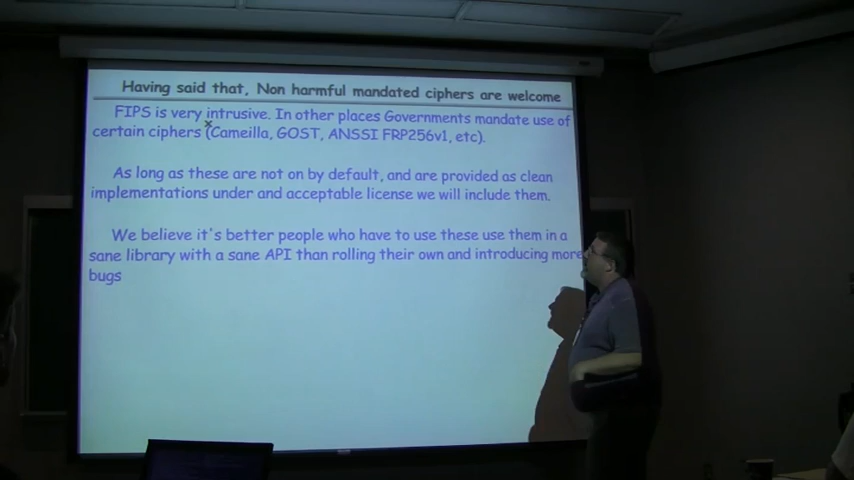 Having said that, Non harmful mandated ciphers are welcome
FIPS is very intrusive. In other places Governments mandate use of
certain ciphers (Cameilla, GOST, ANSSI FRP256v1, etc).
As long as these are not on by default, and are provided as clean
implementations under and acceptable license we will include them.
We believe it's better people who have to use these use them in a
sane library with a sane API than rolling their own and introducing more
bugs